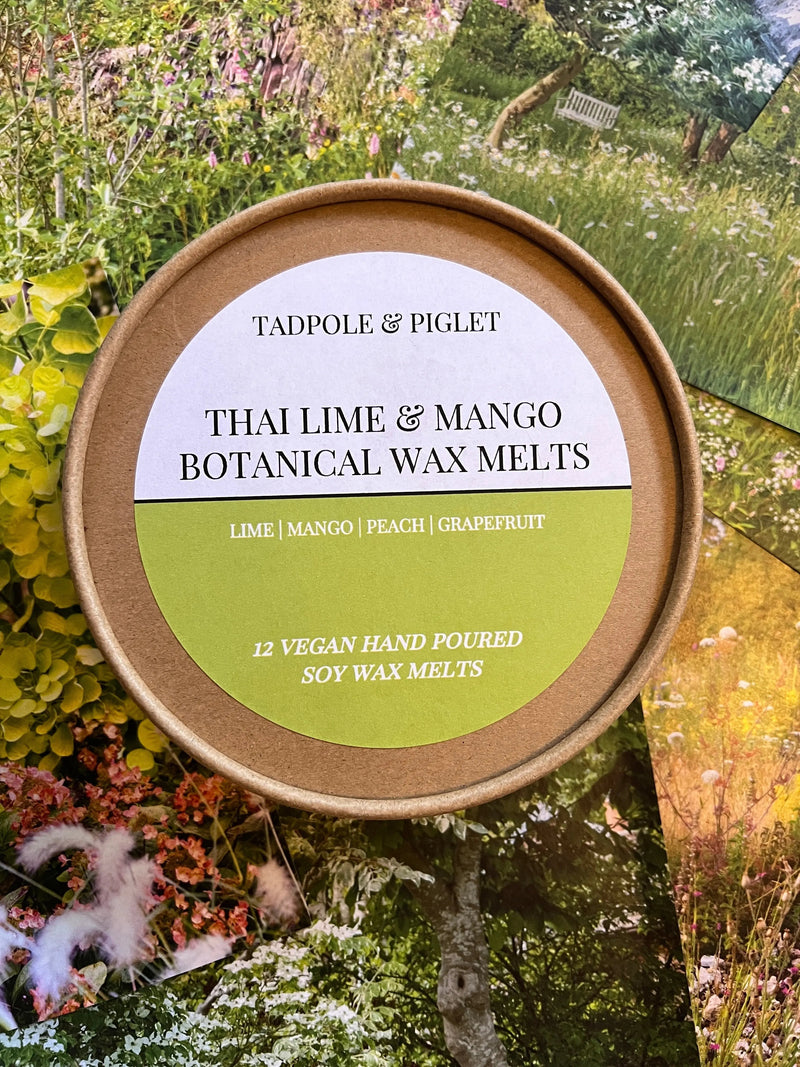 TADPOLE & PIGLET
THAI LIME & MANGO
BOTANICAL WAX MELTS
LIME | MANGO | PEACH | GRAPEFRUIT
12 VEGAN HAND POURED
SOY WAX MELTS